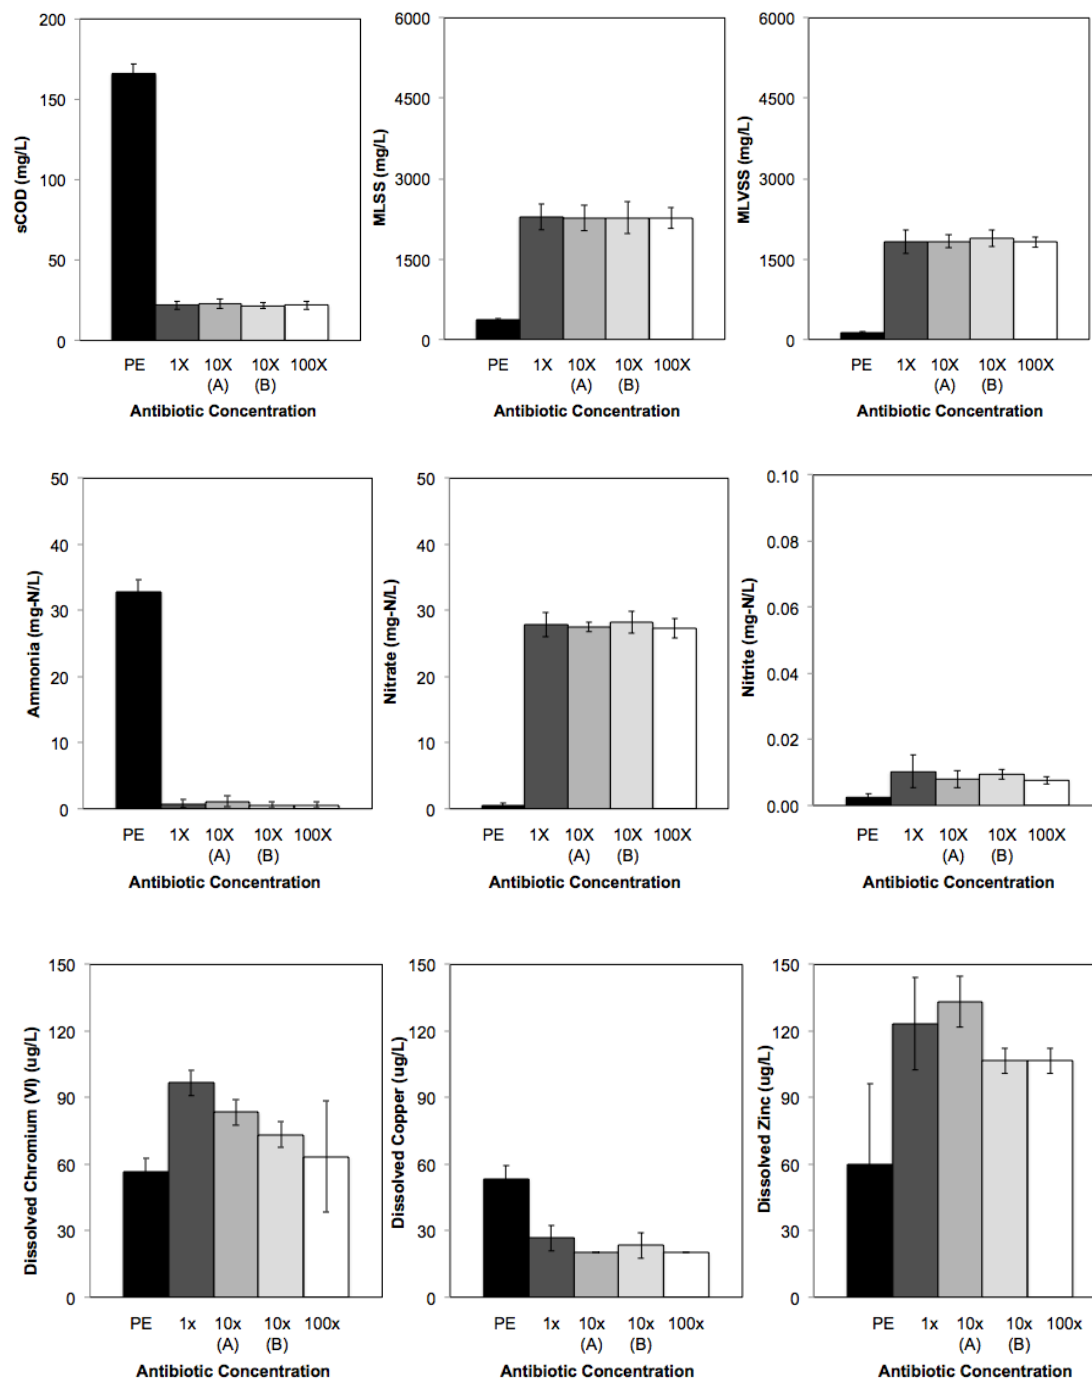 sCOD (mg/L)
200
150
100
50
0
PE 1X 10X 10X 100X
(A) (B)
Antibiotic Concentration
MLSS (mg/L)
6000
4500
3000
1500
0
PE 1X 10X 10X 100X
(A) (B)
Antibiotic Concentration
MLVSS (mg/L)
6000
4500
3000
1500
0
PE 1X 10X 10X 100X
(A) (B)
Antibiotic Concentration
Ammonia (mg-N/L)
50
40
30
20
10
0
PE 1X 10X 10X 100X
(A) (B)
Antibiotic Concentration
Nitrate (mg-N/L)
50
40
30
20
10
0
PE 1X 10X 10X 100X
(A) (B)
Antibiotic Concentration
Nitrite (mg-N/L)
0.10
0.08
0.06
0.04
0.02
0.00
PE 1X 10X 10X 100X
(A) (B)
Antibiotic Concentration
Dissolved Chromium (VI) (ug/L)
150
120
90
60
30
0
PE 1x 10x 10x 100x
(A) (B)
Antibiotic Concentration
Dissolved Copper (ug/L)
150
120
90
60
30
0
PE 1x 10x 10x 100x
(A) (B)
Antibiotic Concentration
Dissolved Zinc (ug/L)
150
120
90
60
30
0
PE 1x 10x 10x 100x
(A) (B)
Antibiotic Concentration